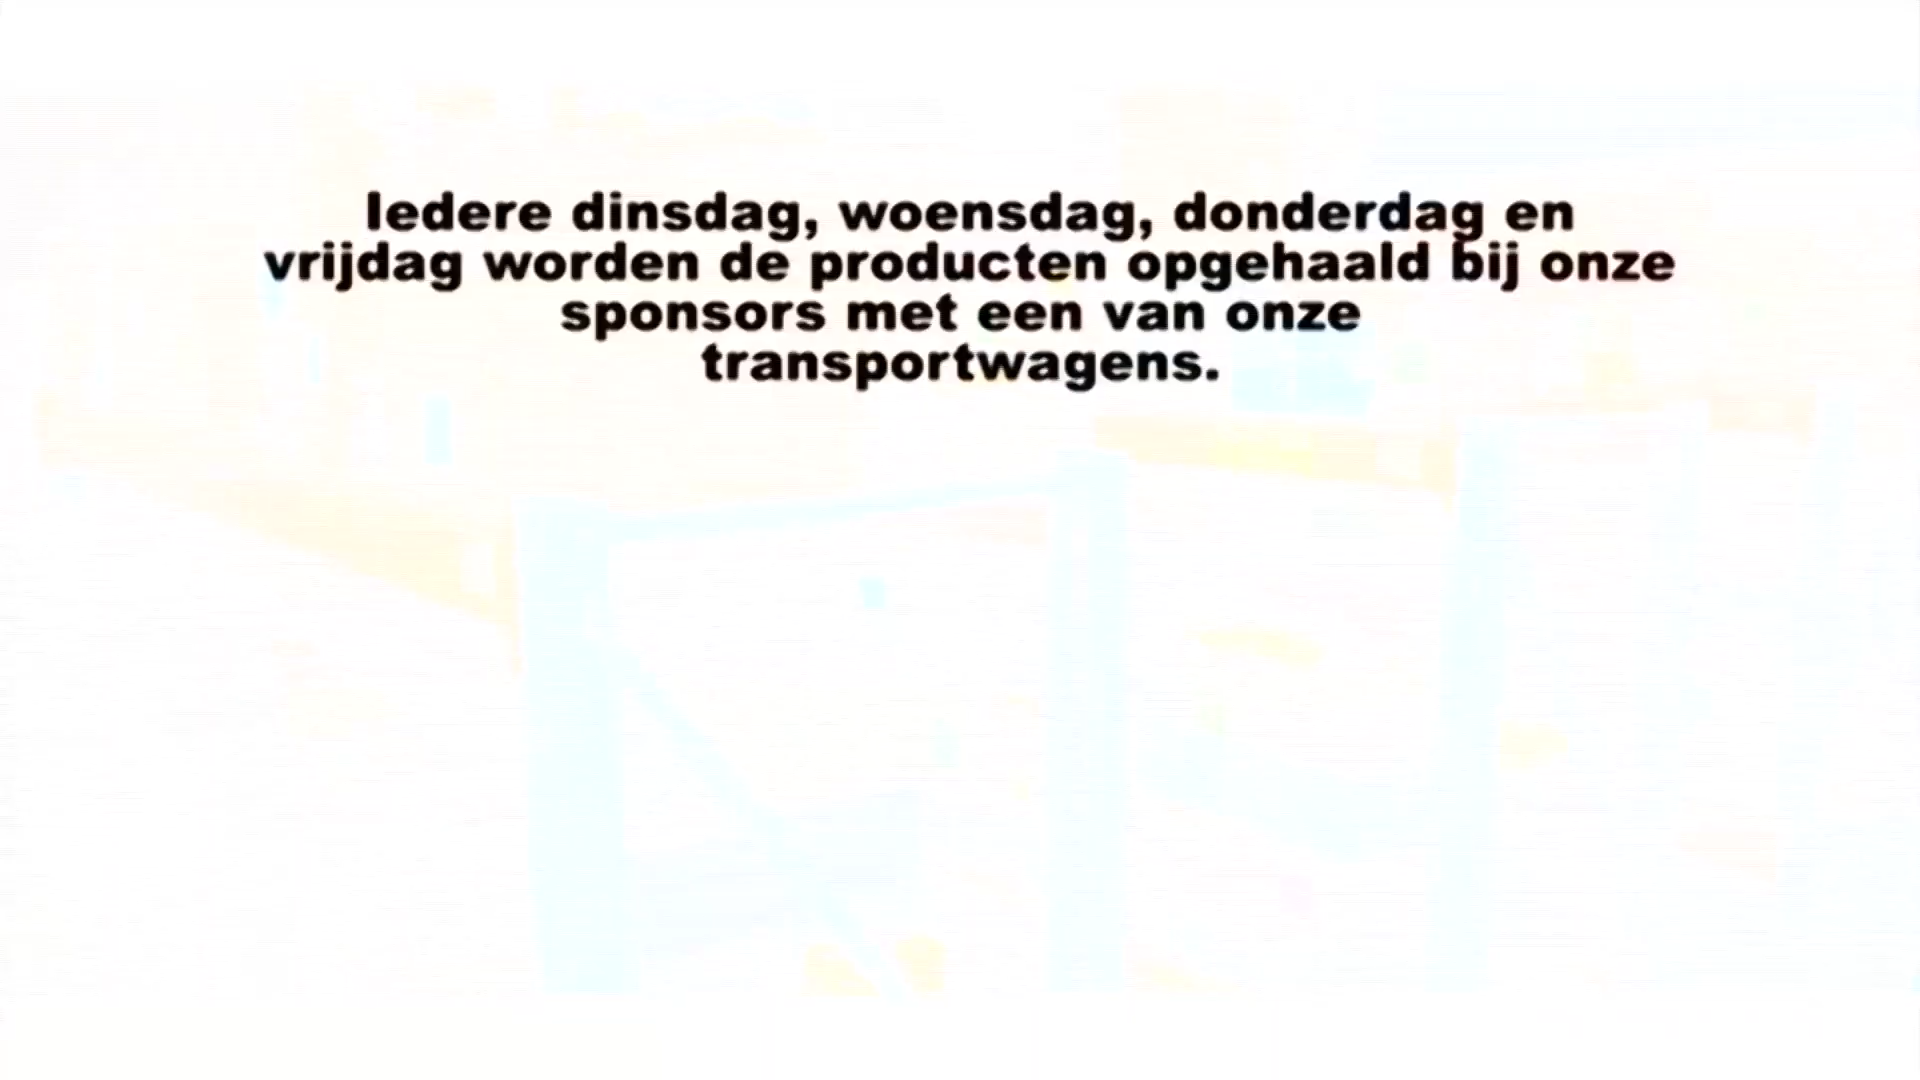 Iedere dinsdag, woensdag, donderdag en
vrijdag worden de producten opgehaald bij onze
sponsors met een van onze
transportwagens.